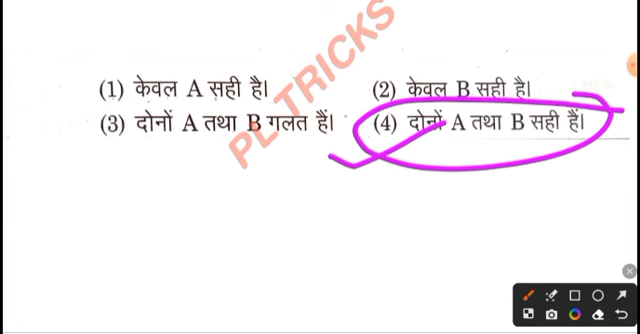 (1) केवल A सही है। (2) केवल B सही है।
(3) दोनों A तथा B गलत हैं। (4) दोनों A तथा B सही हैं।
PL TRICKS